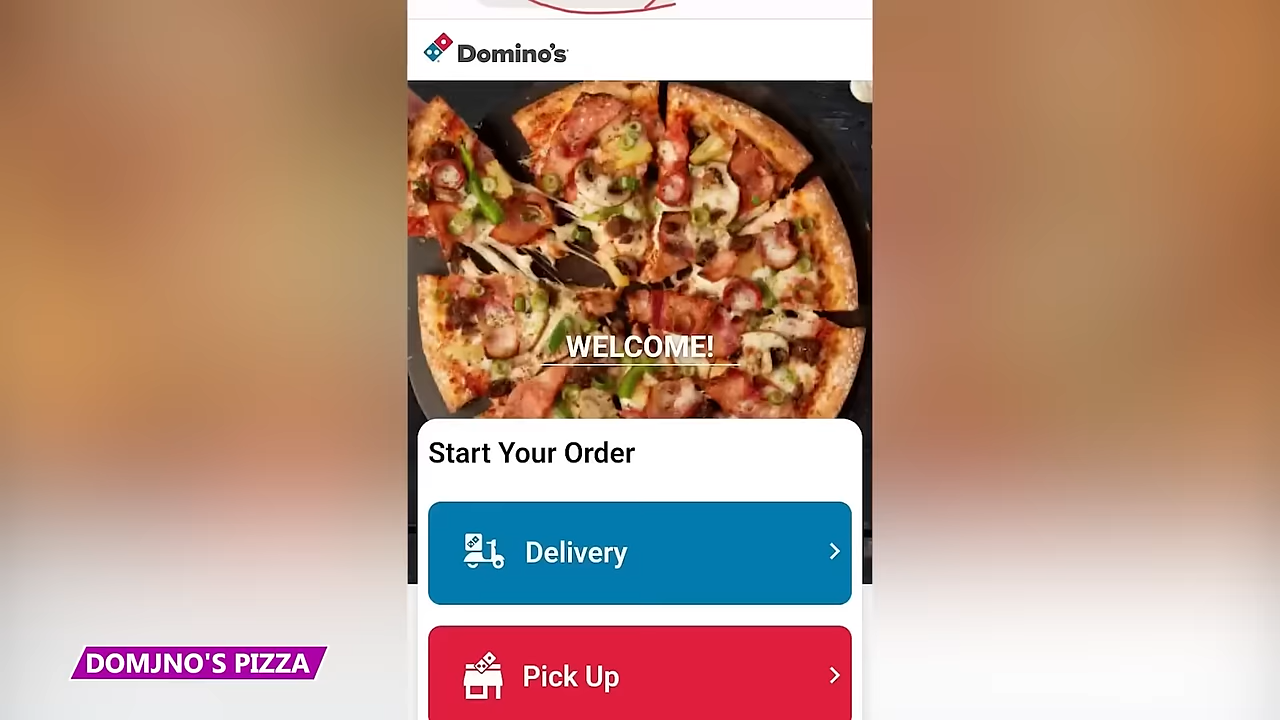 Domino's
WELCOME!
Start Your Order
Delivery
Pick Up
DOMJNO'S PIZZA